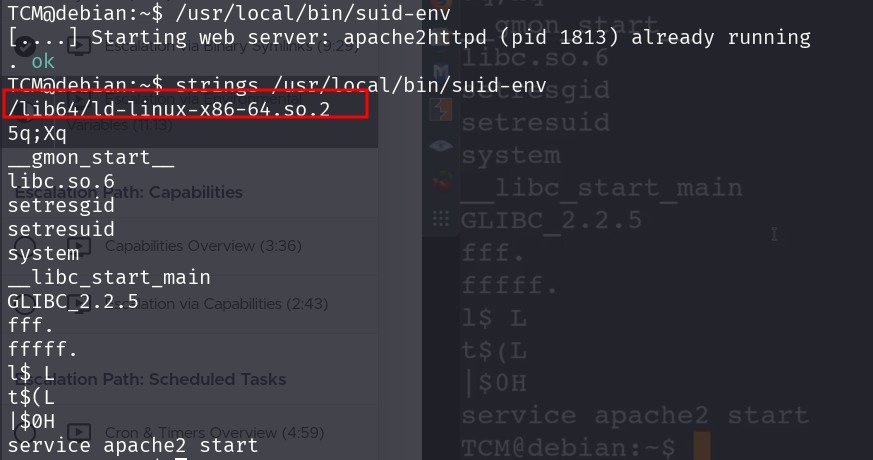 TCM@debian:~$ /usr/local/bin/suid-env
[....] Starting web server: apache2httpd (pid 1813) already running
. ok
TCM@debian:~$ strings /usr/local/bin/suid-env
/lib64/ld-linux-x86-64.so.2
5q;Xq
__gmon_start__
libc.so.6
setresgid
setresuid
system
__libc_start_main
GLIBC_2.2.5
fff.
fffff.
l$ L
t$(L
|$0H
service apache2 start
Escalation via Binary Symlinks (9:29)
Escalation via Environmental
Variables (11:13)
Escalation Path: Capabilities
Capabilities Overview (3:36)
Escalation via Capabilities (2:43)
Escalation Path: Scheduled Tasks
Cron & Timers Overview (4:59)
__gmon_start__
libc.so.6
setresgid
setresuid
system
__libc_start_main
GLIBC_2.2.5
fff.
fffff.
l$ L
t$(L
|$0H
service apache2 start
TCM@debian:~$